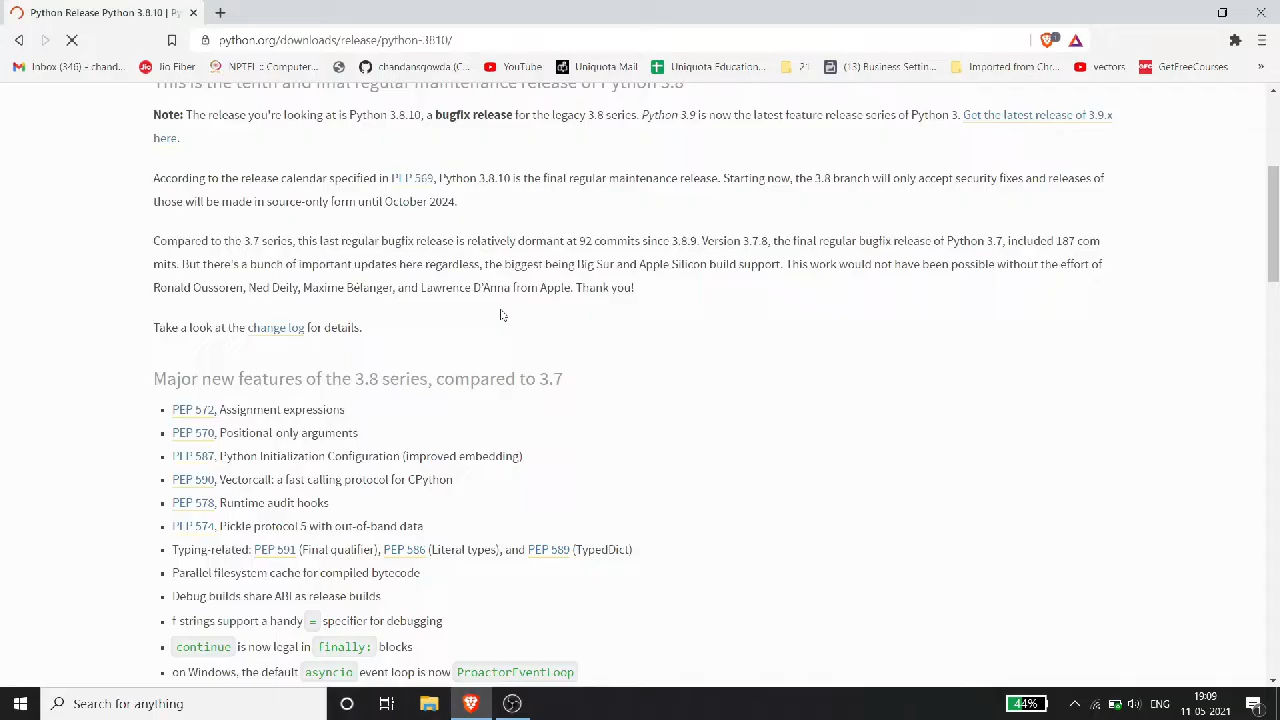 Python Release Python 3.8.10 | P
python.org/downloads/release/python-3810/
1
Inbox (346) - chand...
Jio Fiber
NPTEL :: Computer...
chandanasgowda (C...
YouTube
Uniquota Mail
Uniquota Education...
21
(3) Business Settin...
Imported from Chr...
vectors
GetFreeCourses
»
This is the tenth and final regular maintenance release of Python 3.8
Note: The release you're looking at is Python 3.8.10, a bugfix release for the legacy 3.8 series. Python 3.9 is now the latest feature release series of Python 3. Get the latest release of 3.9.x
here.
According to the release calendar specified in PEP 569, Python 3.8.10 is the final regular maintenance release. Starting now, the 3.8 branch will only accept security fixes and releases of
those will be made in source-only form until October 2024.
Compared to the 3.7 series, this last regular bugfix release is relatively dormant at 92 commits since 3.8.9. Version 3.7.8, the final regular bugfix release of Python 3.7, included 187 com
mits. But there's a bunch of important updates here regardless, the biggest being Big Sur and Apple Silicon build support. This work would not have been possible without the effort of
Ronald Oussoren, Ned Deily, Maxime Bélanger, and Lawrence D'Anna from Apple. Thank you!
Take a look at the change log for details.
Major new features of the 3.8 series, compared to 3.7
PEP 572, Assignment expressions
PEP 570, Positional-only arguments
PEP 587, Python Initialization Configuration (improved embedding)
PEP 590, Vectorcall: a fast calling protocol for CPython
PEP 578, Runtime audit hooks
PEP 574, Pickle protocol 5 with out-of-band data
Typing-related: PEP 591 (Final qualifier), PEP 586 (Literal types), and PEP 589 (TypedDict)
Parallel filesystem cache for compiled bytecode
Debug builds share ABI as release builds
f-strings support a handy = specifier for debugging
continue is now legal in finally: blocks
on Windows, the default asyncio event loop is now ProactorEventLoop
Search for anything
44%
ENG
19:09
11-05-2021
1